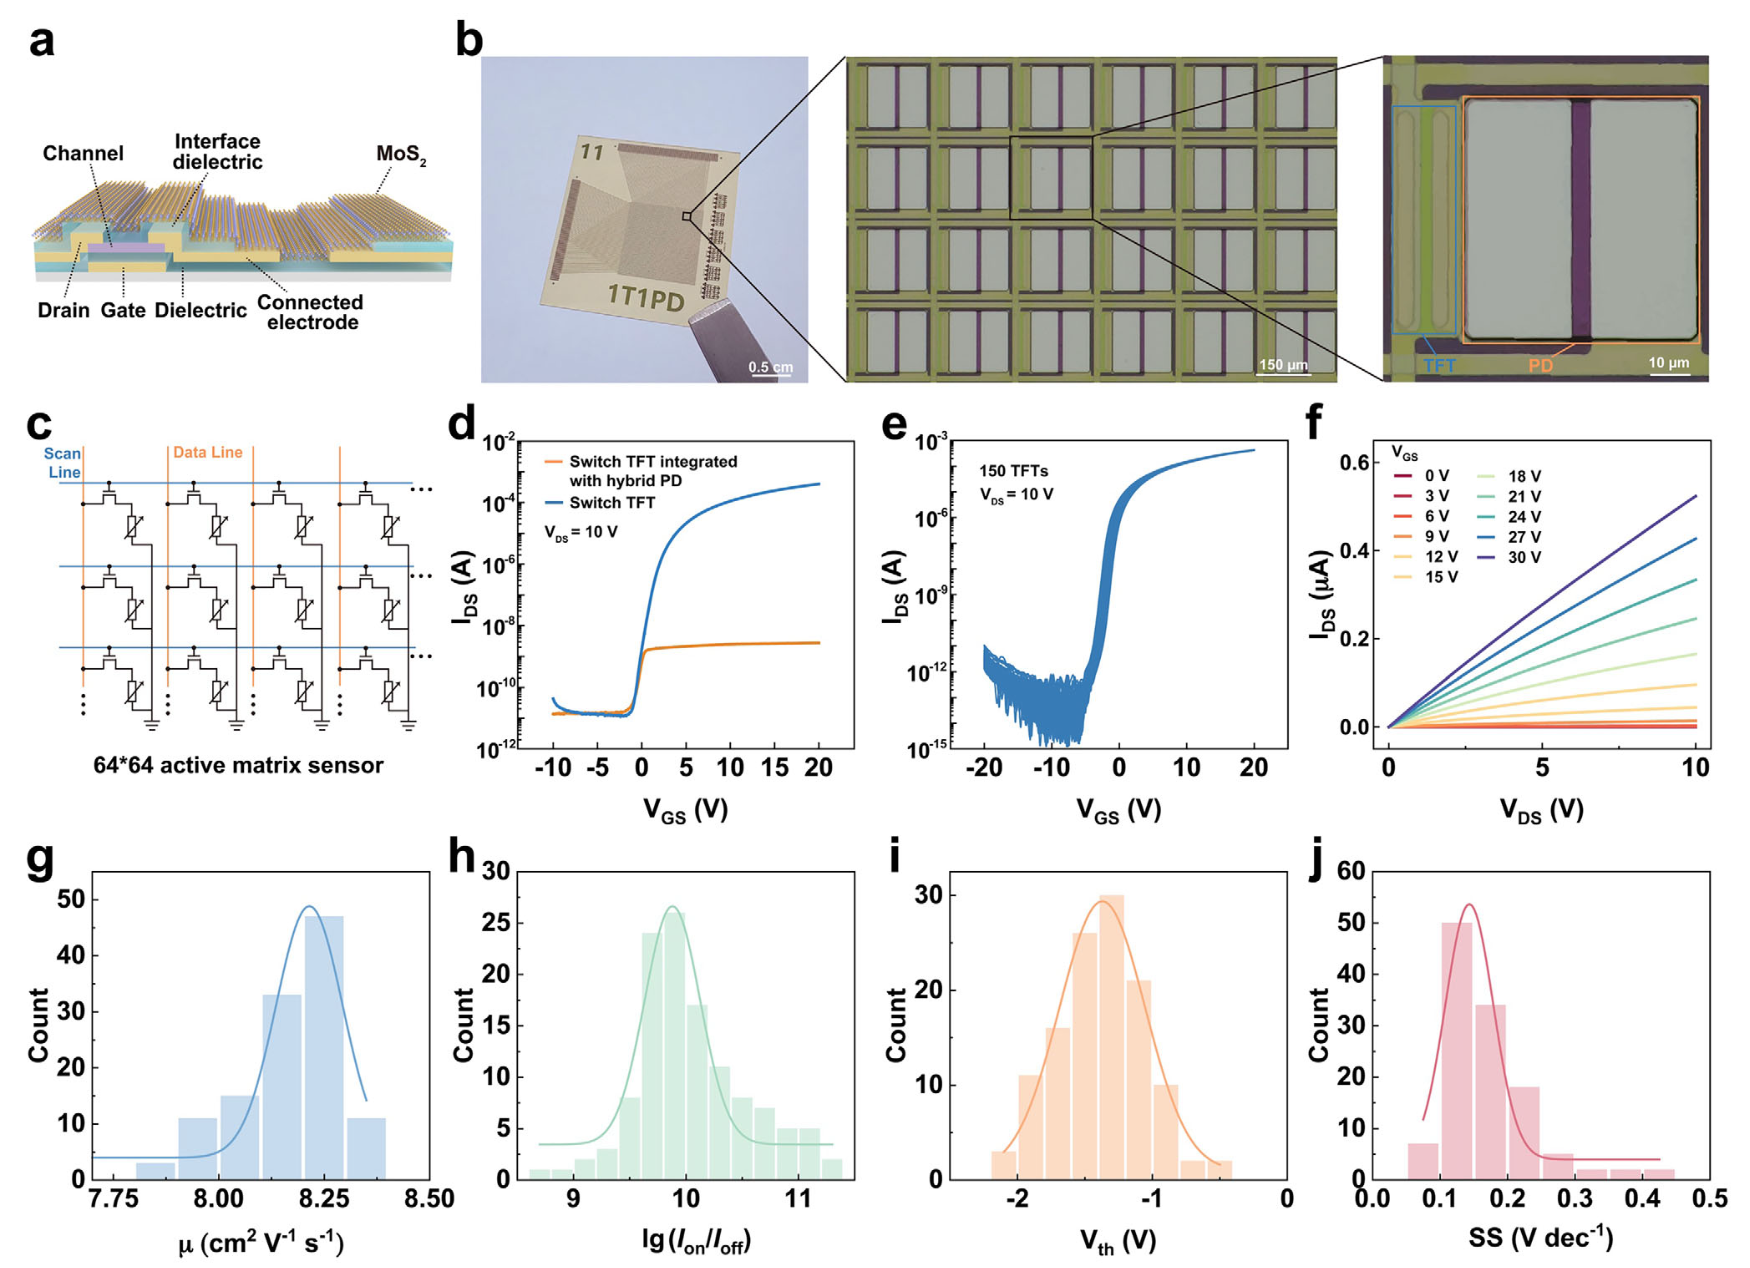 a
Channel
Interface
dielectric
MoS2
Drain
Gate
Dielectric
Connected
electrode
b
11
1T1PD
0.5 cm
150 μm
TFT
PD
10 μm
c
Scan
Line
Data Line
64*64 active matrix sensor
d
10-2
10-4
10-6
10-8
10-10
10-12
IDS (A)
Switch TFT integrated
with hybrid PD
Switch TFT
VDS = 10 V
-10 -5 0 5 10 15 20
VGS (V)
e
10-3
10-6
10-9
10-12
10-15
IDS (A)
150 TFTs
VDS = 10 V
-20 -10 0 10 20
VGS (V)
f
0.6
0.4
0.2
0.0
IDS (μA)
VGS
0 V
3 V
6 V
9 V
12 V
15 V
18 V
21 V
24 V
27 V
30 V
0 5 10
VDS (V)
g
50
40
30
20
10
0
Count
7.75 8.00 8.25 8.50
μ (cm2 V-1 s-1)
h
30
25
20
15
10
5
0
Count
9 10 11
lg (Ion/Ioff)
i
30
20
10
0
Count
-2 -1 0
Vth (V)
j
60
50
40
30
20
10
0
Count
0.0 0.1 0.2 0.3 0.4 0.5
SS (V dec-1)